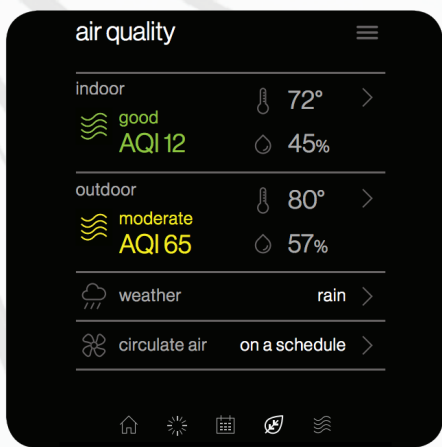 air quality
indoor
good
AQI 12
72°
45%
outdoor
moderate
AQI 65
80°
57%
weather rain
circulate air on a schedule